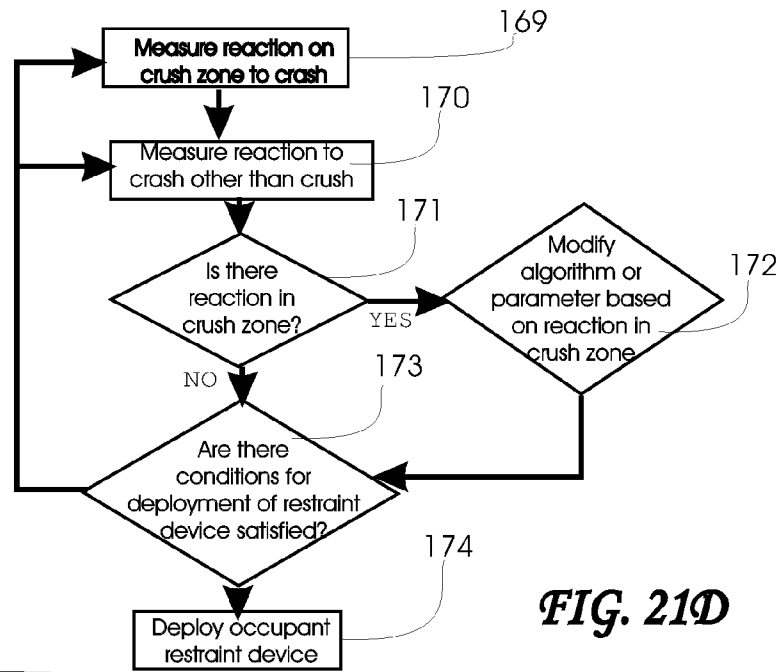 Measure reaction on
crush zone to crash
169
Measure reaction to
crash other than crush
170
Is there
reaction in
crush zone?
171
YES
Modify
algorithm or
parameter based
on reaction in
crush zone
172
NO
Are there
conditions for
deployment of restraint
device satisfied?
173
Deploy occupant
restraint device
174
FIG. 21D